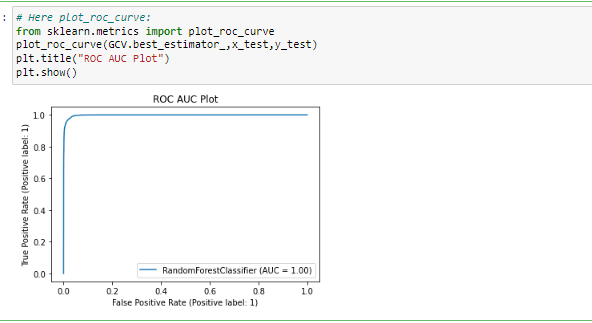 : # Here plot_roc_curve:
from sklearn.metrics import plot_roc_curve
plot_roc_curve(GCV.best_estimator_,x_test,y_test)
plt.title("ROC AUC Plot")
plt.show()
ROC AUC Plot
True Positive Rate (Positive label: 1)
1.0
0.8
0.6
0.4
0.2
0.0
RandomForestClassifier (AUC = 1.00)
0.0 0.2 0.4 0.6 0.8 1.0
False Positive Rate (Positive label: 1)